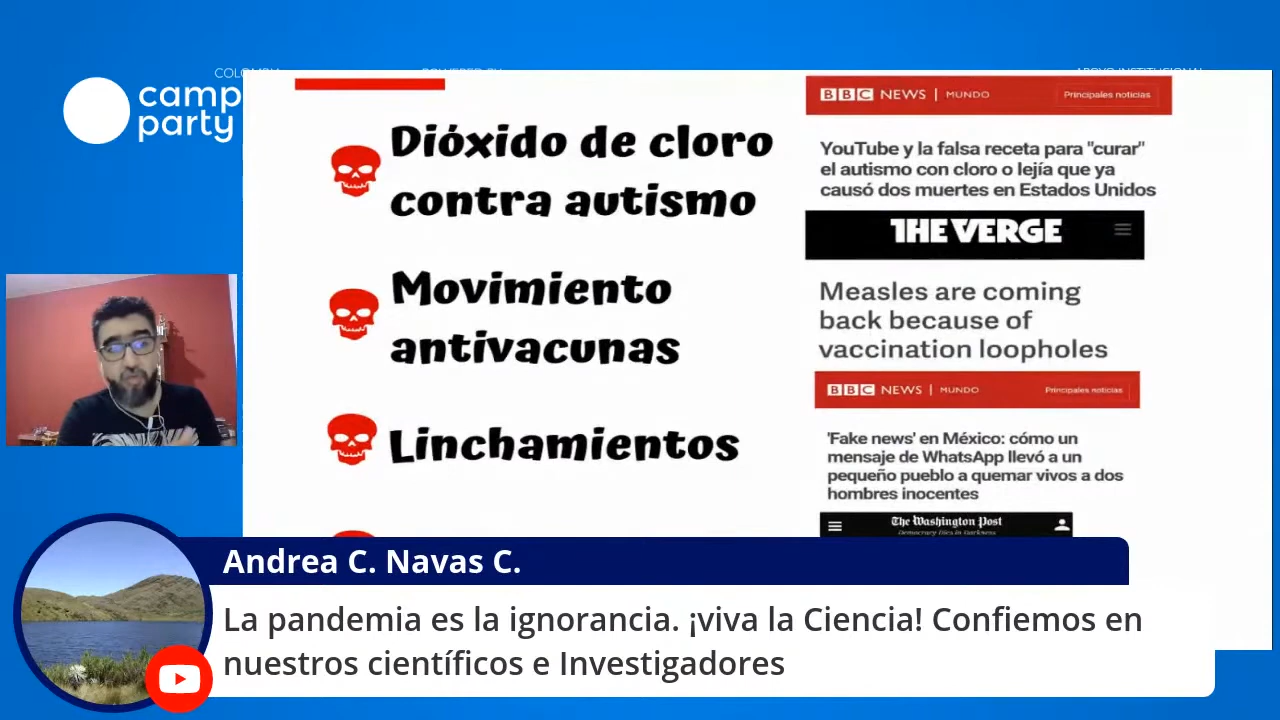 camp
party
Dióxido de cloro
contra autismo
Movimiento
antivacunas
Linchamientos
BBC NEWS | MUNDO
Principales noticias
YouTube y la falsa receta para "curar"
el autismo con cloro o lejía que ya
causó dos muertes en Estados Unidos
THE VERGE
Measles are coming
back because of
vaccination loopholes
BBC NEWS | MUNDO
Principales noticias
'Fake news' en México: cómo un
mensaje de WhatsApp llevó a un
pequeño pueblo a quemar vivos a dos
hombres inocentes
The Washington Post
Democracy Dies in Darkness
Andrea C. Navas C.
La pandemia es la ignorancia. ¡viva la Ciencia! Confiemos en
nuestros científicos e Investigadores